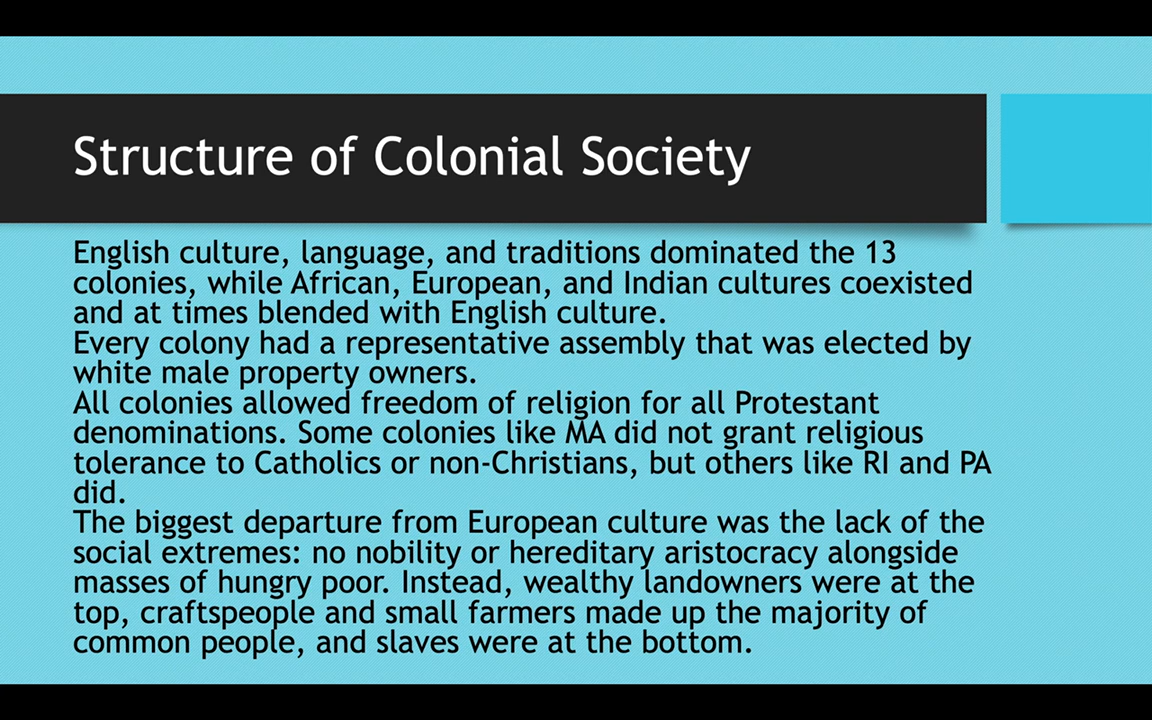 Structure of Colonial Society
English culture, language, and traditions dominated the 13
colonies, while African, European, and Indian cultures coexisted
and at times blended with English culture.
Every colony had a representative assembly that was elected by
white male property owners.
All colonies allowed freedom of religion for all Protestant
denominations. Some colonies like MA did not grant religious
tolerance to Catholics or non-Christians, but others like RI and PA
did.
The biggest departure from European culture was the lack of the
social extremes: no nobility or hereditary aristocracy alongside
masses of hungry poor. Instead, wealthy landowners were at the
top, craftspeople and small farmers made up the majority of
common people, and slaves were at the bottom.